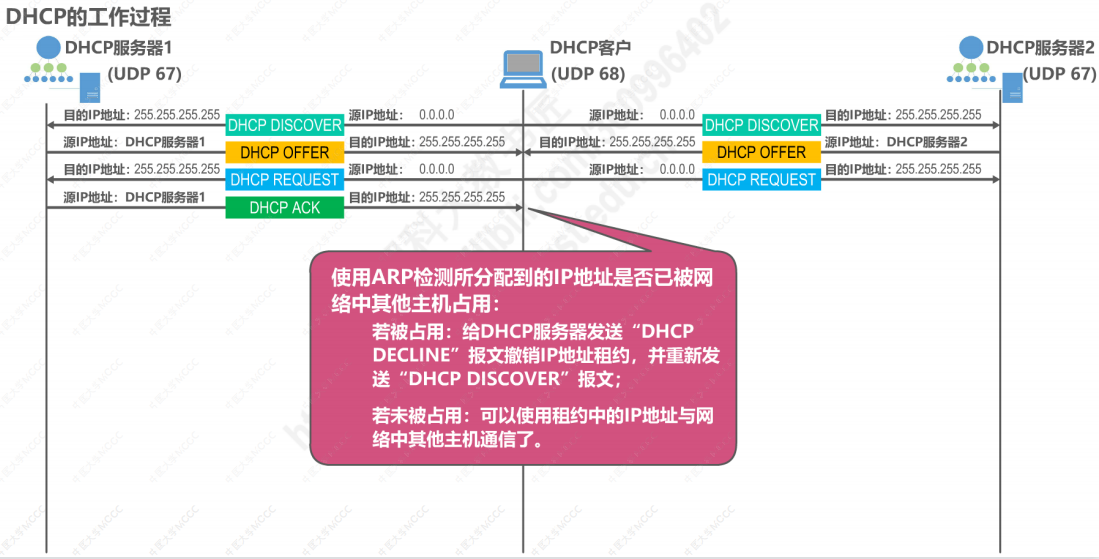 DHCP的工作过程
DHCP服务器1
(UDP 67)
DHCP客户
(UDP 68)
DHCP服务器2
(UDP 67)
目的IP地址：255.255.255.255 DHCP DISCOVER 源IP地址： 0.0.0.0 源IP地址： 0.0.0.0 DHCP DISCOVER 目的IP地址：255.255.255.255
源IP地址：DHCP服务器1 DHCP OFFER 目的IP地址：255.255.255.255 目的IP地址：255.255.255.255 DHCP OFFER 源IP地址：DHCP服务器2
目的IP地址：255.255.255.255 DHCP REQUEST 源IP地址： 0.0.0.0 源IP地址： 0.0.0.0 DHCP REQUEST 目的IP地址：255.255.255.255
源IP地址：DHCP服务器1 DHCP ACK 目的IP地址：255.255.255.255
使用ARP检测所分配到的IP地址是否已被网
络中其他主机占用：
若被占用：给DHCP服务器发送“DHCP
DECLINE”报文撤销IP地址租约，并重新发
送“DHCP DISCOVER”报文；
若未被占用：可以使用租约中的IP地址与网
络中其他主机通信了。